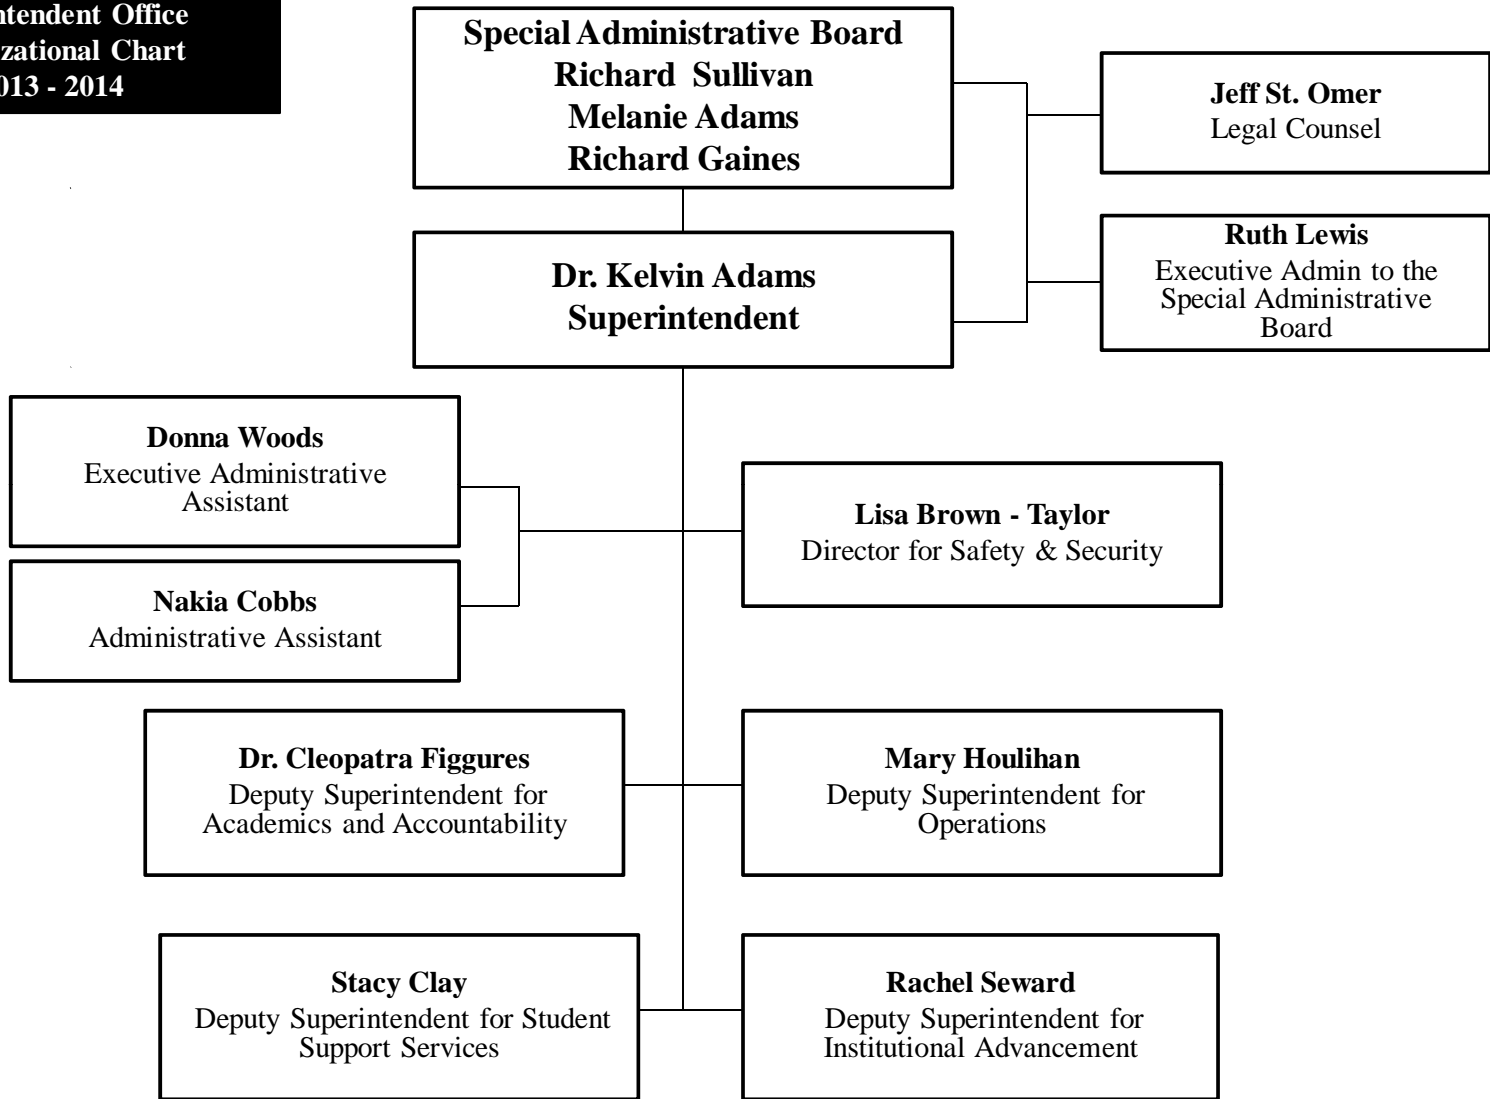 Office
Chart
- 2014
Special Administrative Board
Richard Sullivan
Melanie Adams
Richard Gaines
Jeff St. Omer
Legal Counsel
Dr. Kelvin Adams
Superintendent
Ruth Lewis
Executive Admin to the
Special Administrative
Board
Donna Woods
Executive Administrative
Assistant
Lisa Brown - Taylor
Director for Safety & Security
Nakia Cobbs
Administrative Assistant
Dr. Cleopatra Figgures
Deputy Superintendent for
Academics and Accountability
Mary Houlihan
Deputy Superintendent for
Operations
Stacy Clay
Deputy Superintendent for Student
Support Services
Rachel Seward
Deputy Superintendent for
Institutional Advancement